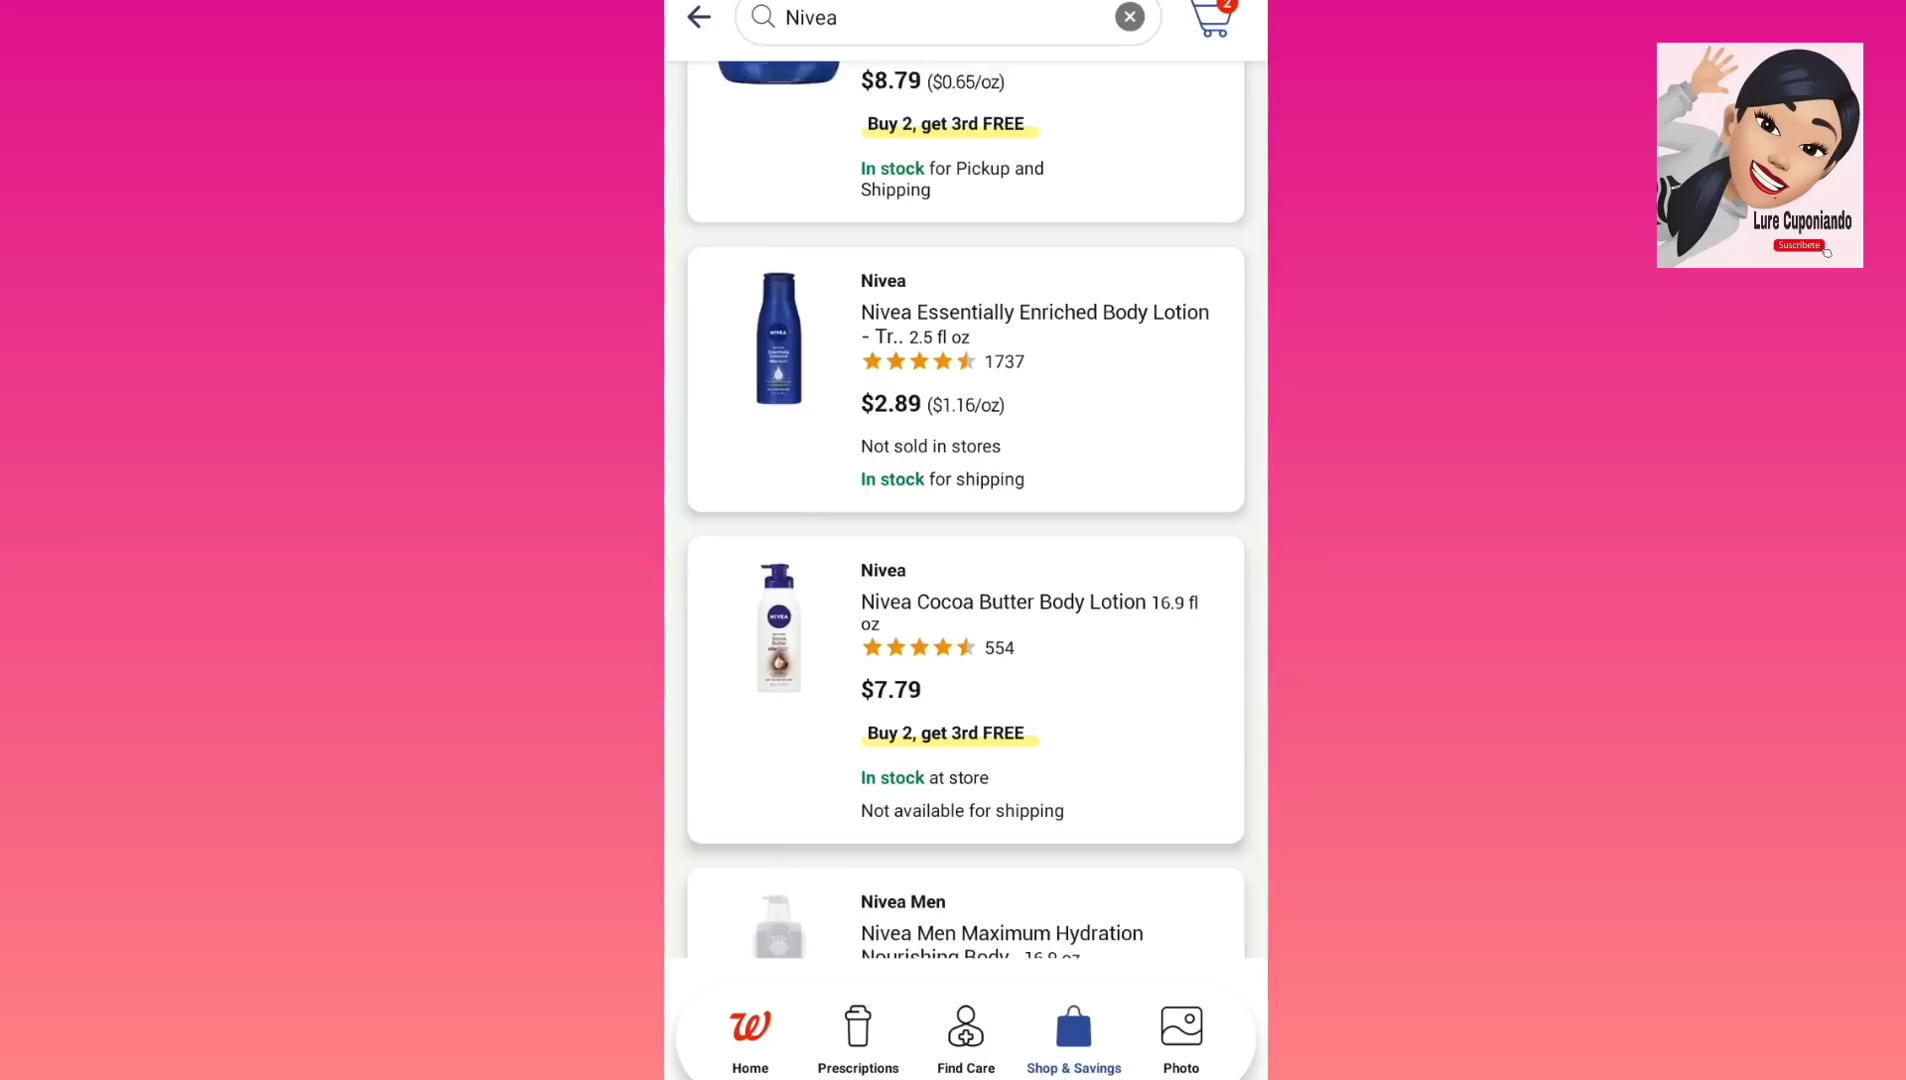 Nivea
2
$8.79 ($0.65/oz)
Buy 2, get 3rd FREE
In stock for Pickup and
Shipping
Nivea
Nivea Essentially Enriched Body Lotion
- Tr.. 2.5 fl oz
1737
$2.89 ($1.16/oz)
Not sold in stores
In stock for shipping
NIVEA
Nivea
Nivea Cocoa Butter Body Lotion 16.9 fl
oz
554
$7.79
Buy 2, get 3rd FREE
In stock at store
Not available for shipping
NIVEA
Nivea Men
Nivea Men Maximum Hydration
Nourishing Body.. 16.9 oz
Home
Prescriptions
Find Care
Shop & Savings
Photo
Lure Cuponiando
Suscribete